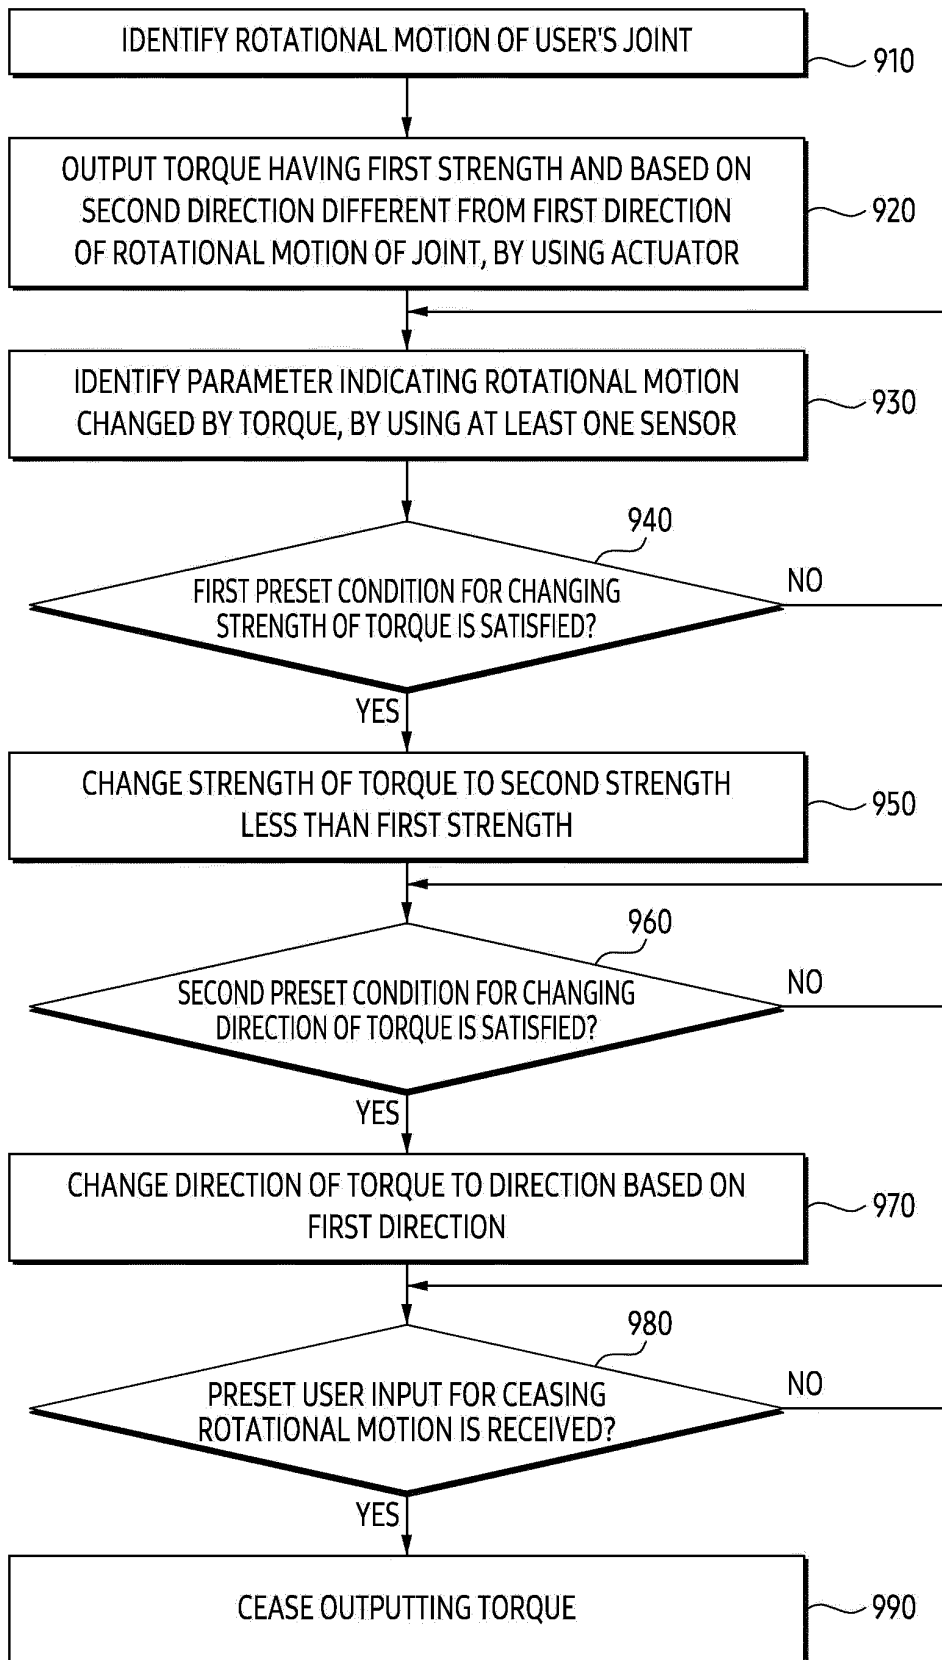 IDENTIFY ROTATIONAL MOTION OF USER'S JOINT
910
OUTPUT TORQUE HAVING FIRST STRENGTH AND BASED ON
SECOND DIRECTION DIFFERENT FROM FIRST DIRECTION
OF ROTATIONAL MOTION OF JOINT, BY USING ACTUATOR
920
IDENTIFY PARAMETER INDICATING ROTATIONAL MOTION
CHANGED BY TORQUE, BY USING AT LEAST ONE SENSOR
930
940
FIRST PRESET CONDITION FOR CHANGING
STRENGTH OF TORQUE IS SATISFIED?
NO
YES
CHANGE STRENGTH OF TORQUE TO SECOND STRENGTH
LESS THAN FIRST STRENGTH
950
960
SECOND PRESET CONDITION FOR CHANGING
DIRECTION OF TORQUE IS SATISFIED?
NO
YES
CHANGE DIRECTION OF TORQUE TO DIRECTION BASED ON
FIRST DIRECTION
970
980
PRESET USER INPUT FOR CEASING
ROTATIONAL MOTION IS RECEIVED?
NO
YES
CEASE OUTPUTTING TORQUE
990